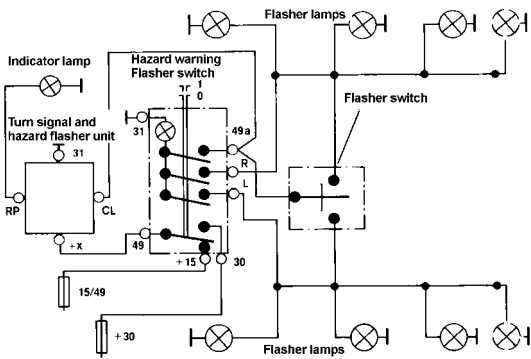 Flasher lamps
Indicator lamp
Hazard warning
Flasher switch
1
0
Flasher switch
Turn signal and
hazard flasher unit
31
31
49a
R
L
RP
CL
+x
49
+15
30
15/49
+30
Flasher lamps